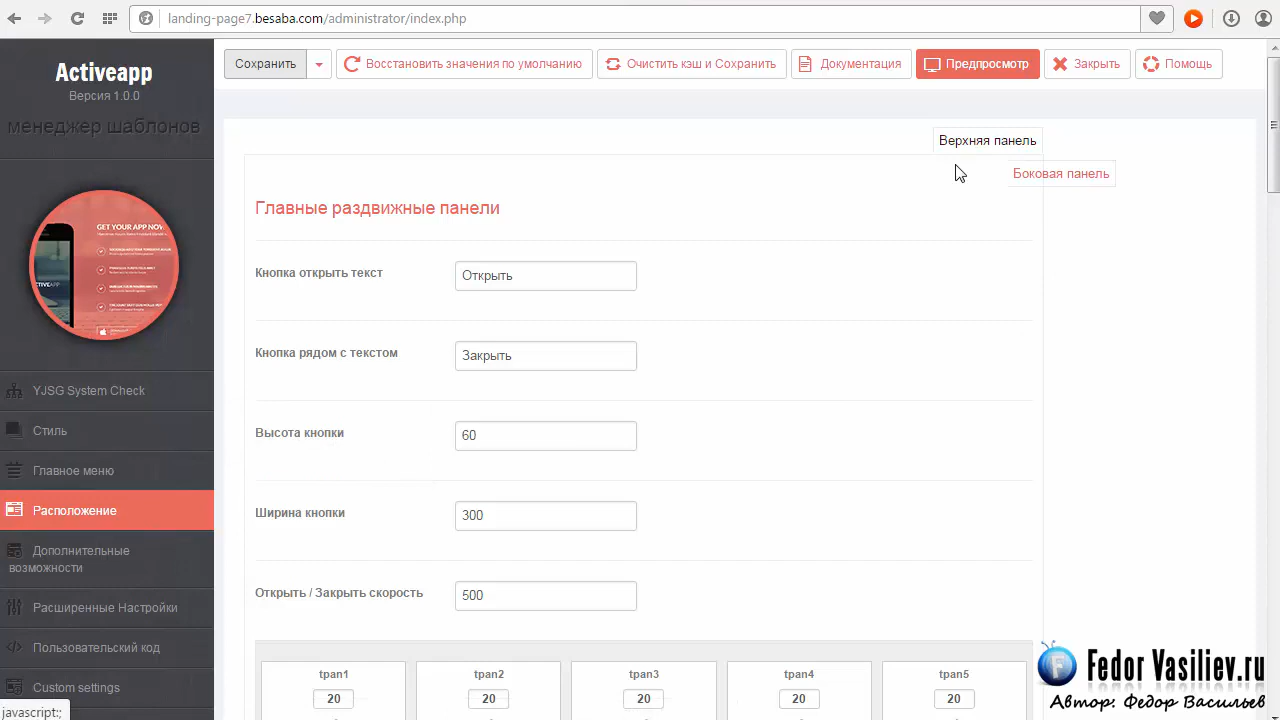 landing-page7.besaba.com/administrator/index.php
Activeapp
Версия 1.0.0
менеджер шаблонов
GET YOUR APP NOW
YJSG System Check
Стиль
Главное меню
Расположение
Дополнительные
возможности
Расширенные Настройки
Пользовательский код
Custom settings
javascript:;
Сохранить
Восстановить значения по умолчанию
Очистить кэш и Сохранить
Документация
Предпросмотр
Закрыть
Помощь
Верхняя панель
Боковая панель
Главные раздвижные панели
Кнопка открыть текст Открыть
Кнопка рядом с текстом Закрыть
Высота кнопки 60
Ширина кнопки 300
Открыть / Закрыть скорость 500
tpan1 tpan2 tpan3 tpan4 tpan5
20 20 20 20 20
Fedor Vasiliev.ru
Автор: Федор Васильев